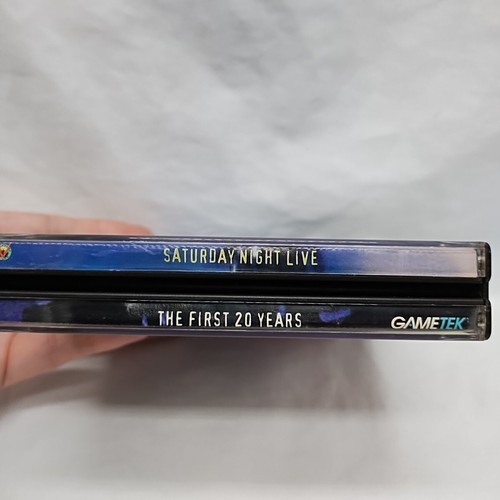 SATURDAY NIGHT LIVE
THE FIRST 20 YEARS GAMETEK